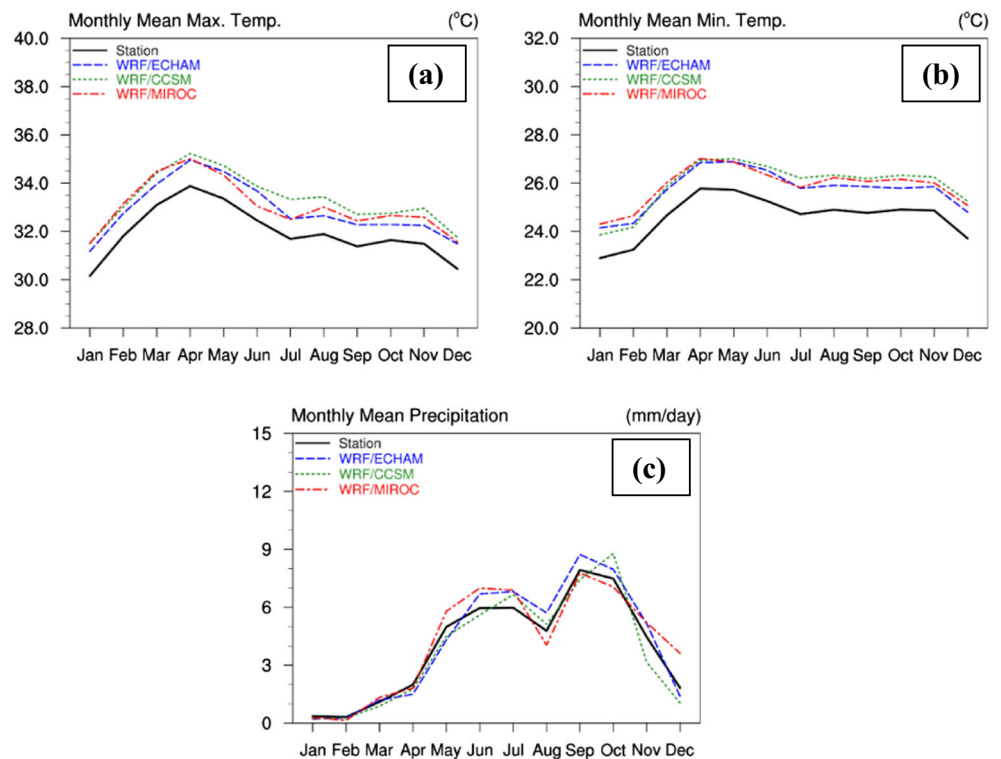 Monthly Mean Max. Temp. (°C)
40.0
38.0
36.0
34.0
32.0
30.0
28.0
Station
WRF/ECHAM
WRF/CCSM
WRF/MIROC
(a)
Jan Feb Mar Apr May Jun Jul Aug Sep Oct Nov Dec
Monthly Mean Min. Temp. (°C)
32.0
30.0
28.0
26.0
24.0
22.0
20.0
Station
WRF/ECHAM
WRF/CCSM
WRF/MIROC
(b)
Jan Feb Mar Apr May Jun Jul Aug Sep Oct Nov Dec
Monthly Mean Precipitation (mm/day)
15
12
9
6
3
0
Station
WRF/ECHAM
WRF/CCSM
WRF/MIROC
(c)
Jan Feb Mar Apr May Jun Jul Aug Sep Oct Nov Dec